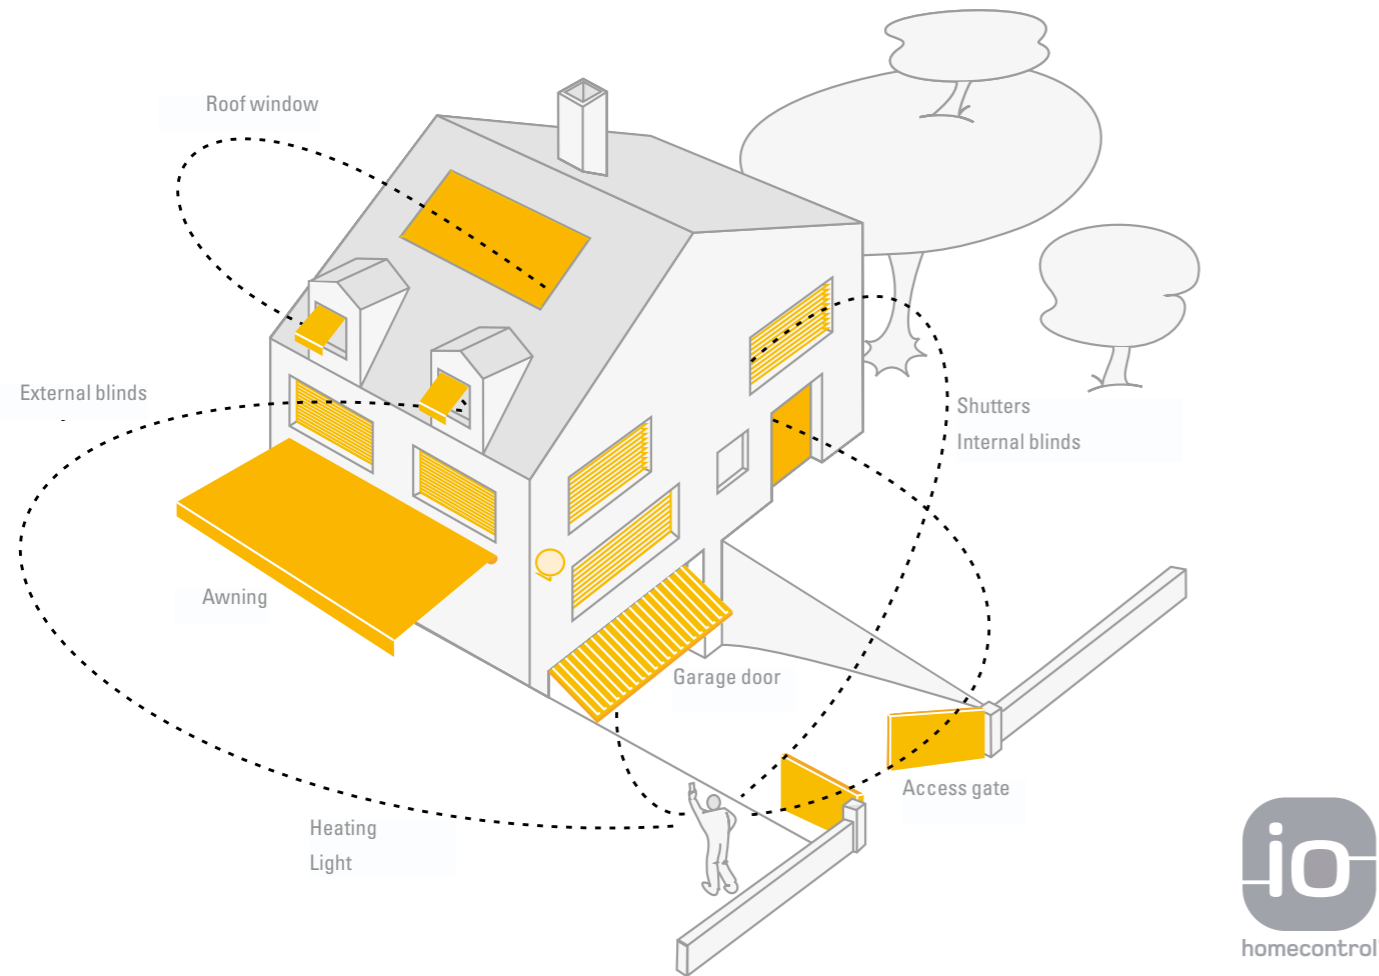 Roof window
External blinds
Shutters
Internal blinds
Awning
Garage door
Access gate
Heating
Light
io
homecontrol